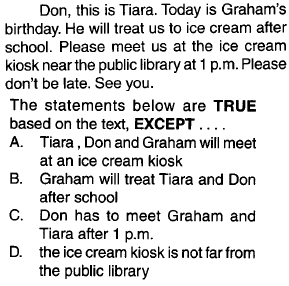 Don, this is Tiara. Today is Graham's
birthday. He will treat us to ice cream after
school. Please meet us at the ice cream
kiosk near the public library at 1 p.m. Please
don't be late. See you.
The statements below are TRUE
based on the text, EXCEPT ....
A. Tiara , Don and Graham will meet
at an ice cream kiosk
B. Graham will treat Tiara and Don
after school
C. Don has to meet Graham and
Tiara after 1 p.m.
D. the ice cream kiosk is not far from
the public library